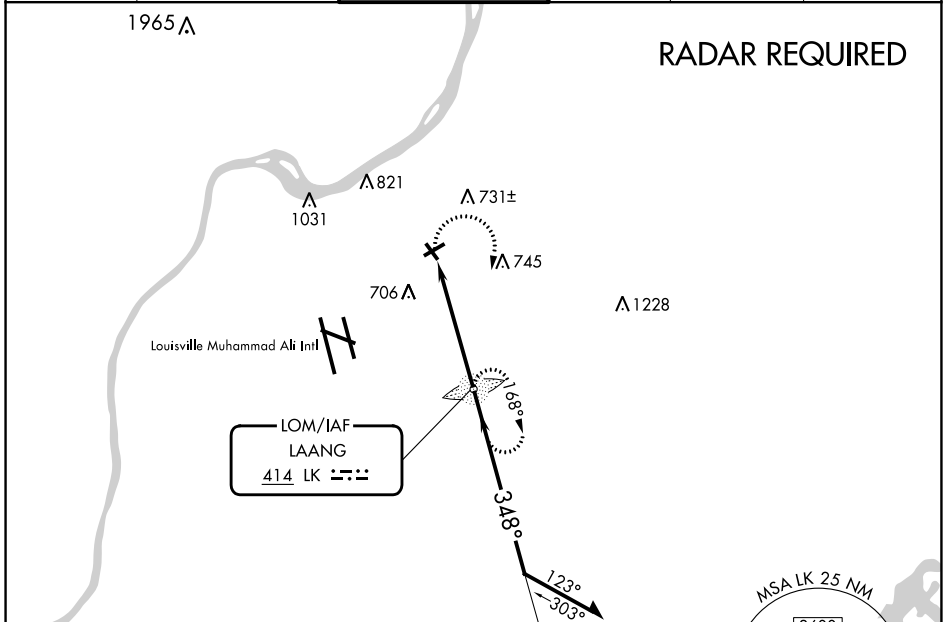 1965
RADAR REQUIRED
821
1031
731±
745
706
1228
Louisville Muhammad Ali Intl
LOM/IAF
LAANG
414 LK
168°
348°
123°
303°
MSA LK 25 NM